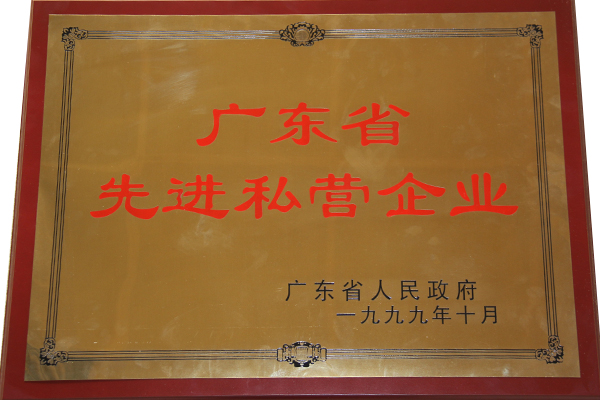 广东省
先进私营企业
广东省人民政府
一九九九年十月